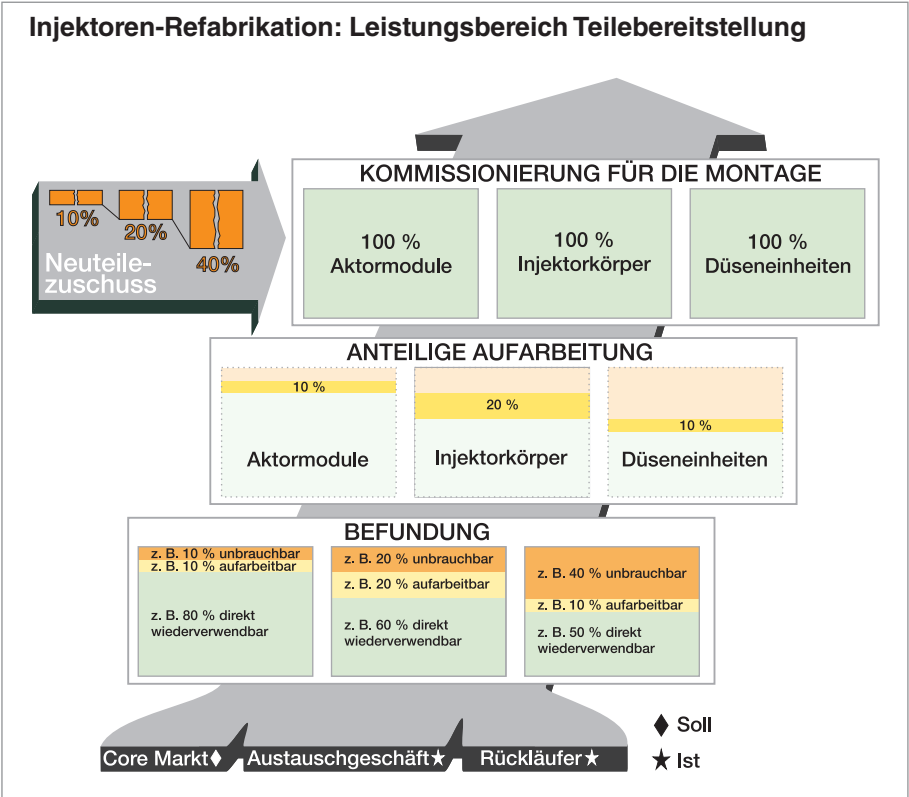 Injektoren-Refabrikation: Leistungsbereich Teilebereitstellung
10%
20%
40%
Neuteile-
zuschuss
KOMMISSIONIERUNG FÜR DIE MONTAGE
100 %
Aktormodule
100 %
Injektorkörper
100 %
Düseneinheiten
ANTEILIGE AUFARBEITUNG
10 %
Aktormodule
20 %
Injektorkörper
10 %
Düseneinheiten
BEFUNDUNG
z. B. 10 % unbrauchbar
z. B. 10 % aufarbeitbar
z. B. 80 % direkt
wiederverwendbar
z. B. 20 % unbrauchbar
z. B. 20 % aufarbeitbar
z. B. 60 % direkt
wiederverwendbar
z. B. 40 % unbrauchbar
z. B. 10 % aufarbeitbar
z. B. 50 % direkt
wiederverwendbar
Core Markt♦
Austauschgeschäft★
Rückläufer★
♦ Soll
★ Ist